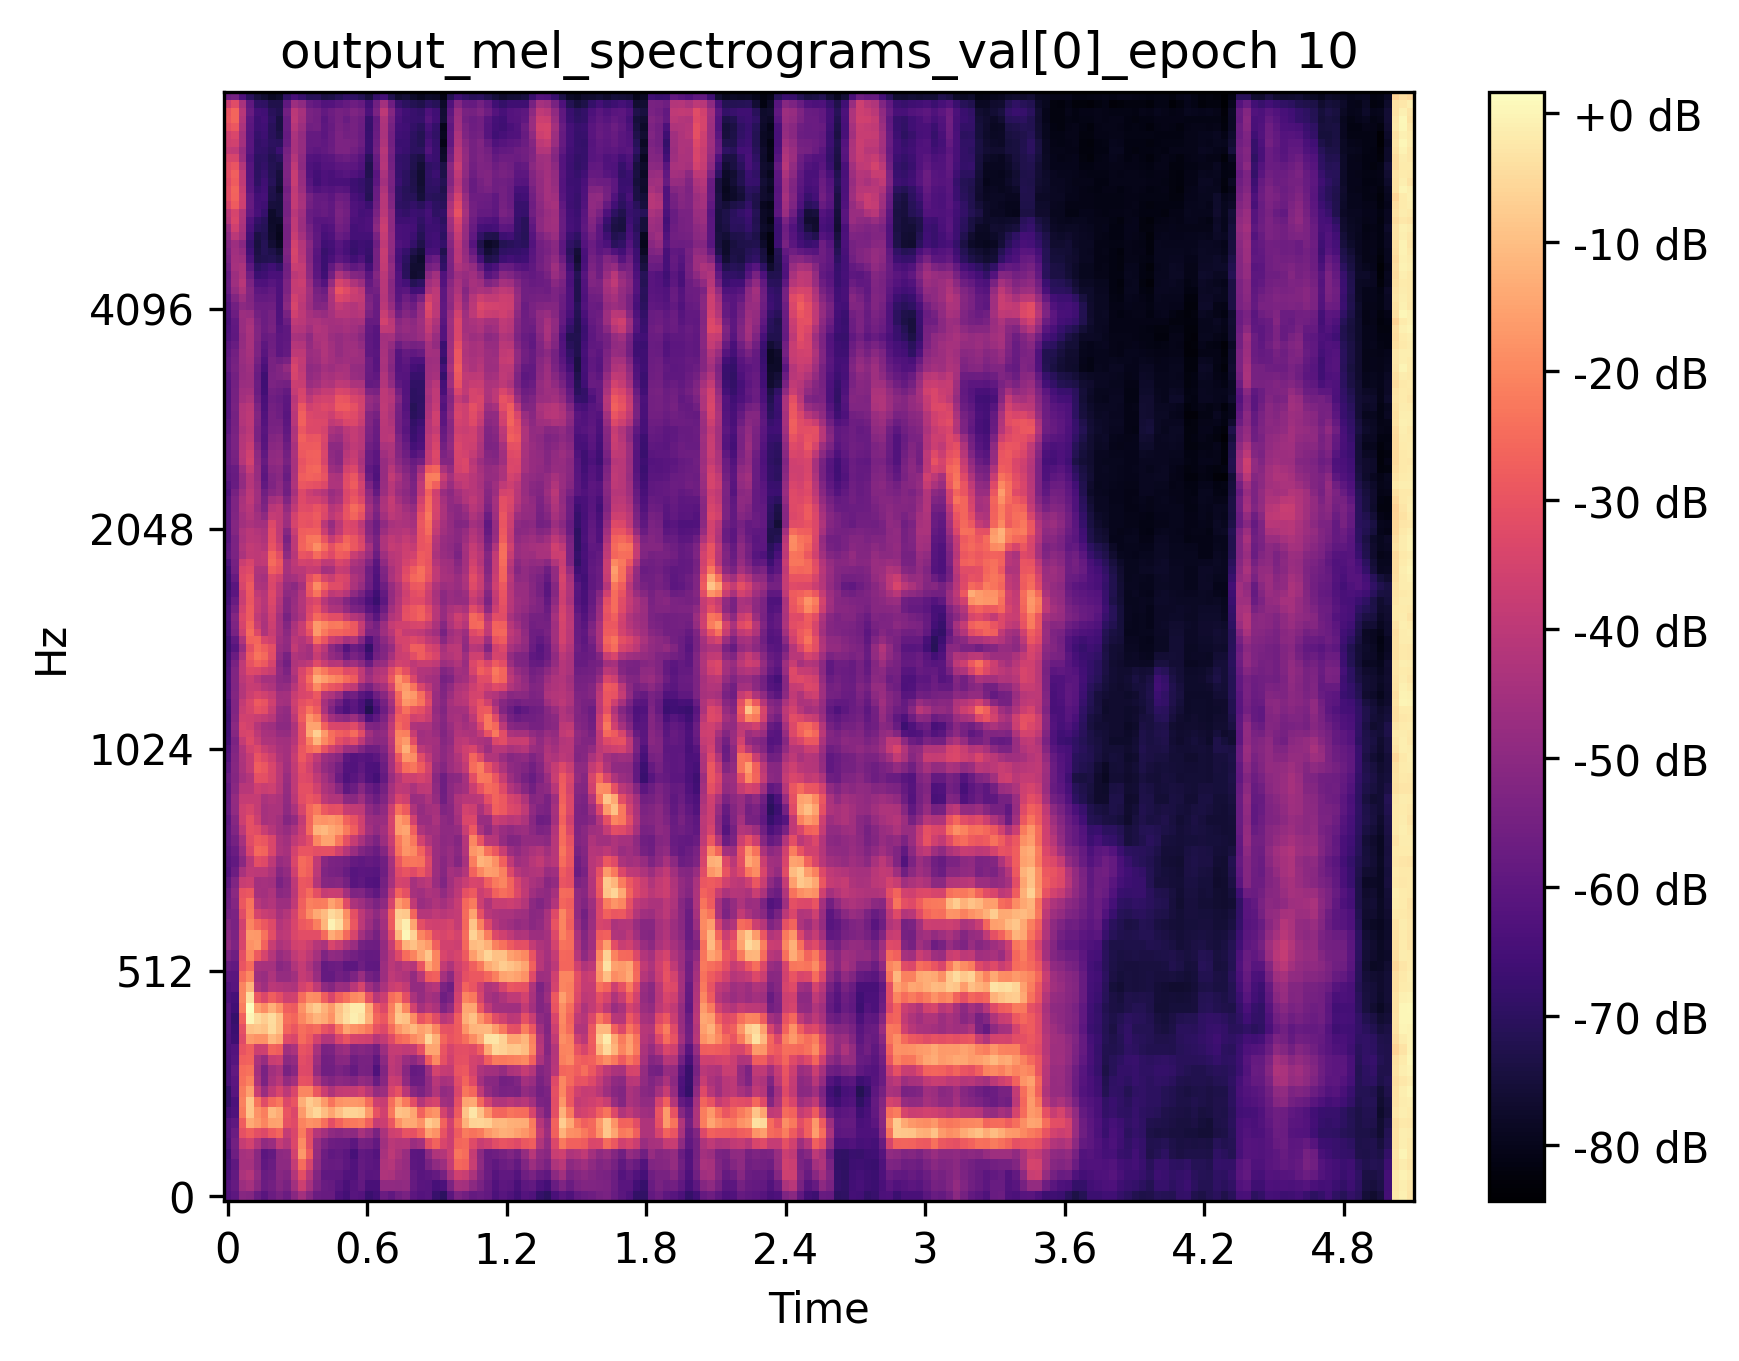 output_mel_spectrograms_val[0]_epoch 10
Hz
4096
2048
1024
512
0
0 0.6 1.2 1.8 2.4 3 3.6 4.2 4.8
Time
+0 dB
-10 dB
-20 dB
-30 dB
-40 dB
-50 dB
-60 dB
-70 dB
-80 dB